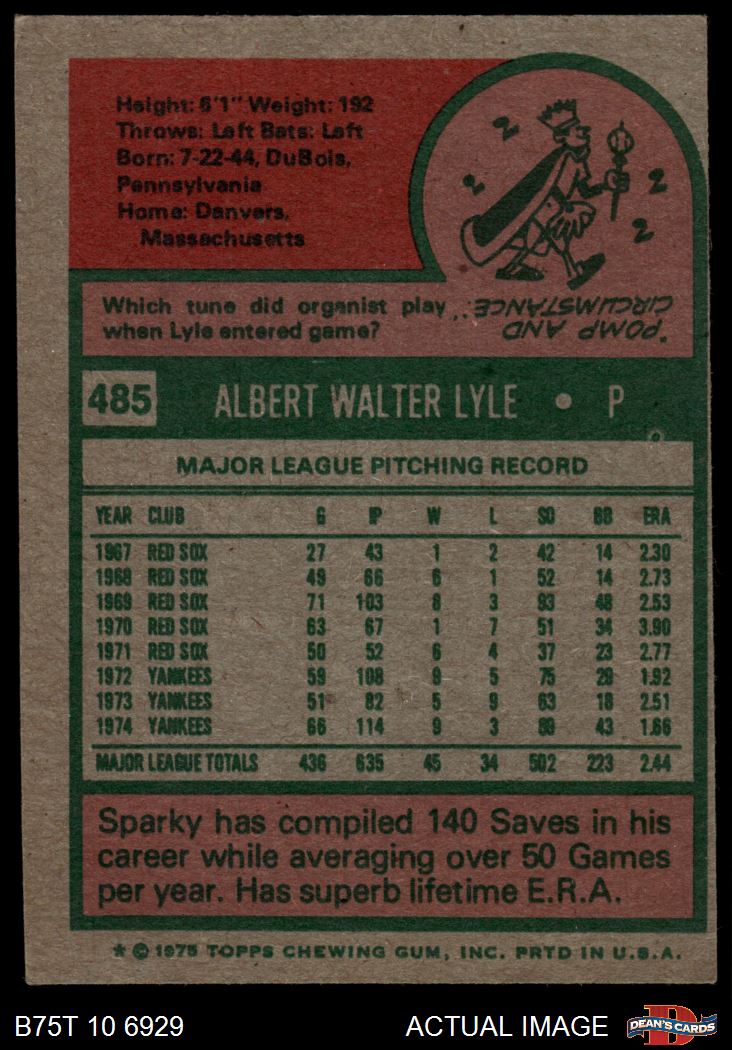 Height: 6'1" Weight: 192
Throws: Left Bats: Left
Born: 7-22-44, DuBois,
Pennsylvania
Home: Danvers,
Massachusetts
2
2
2
2
Which tune did organist play
when Lyle entered game?
"POMP AND
CIRCUMSTANCE."
485 ALBERT WALTER LYLE • P
MAJOR LEAGUE PITCHING RECORD
YEAR CLUB G IP W L SO BB ERA
1967 RED SOX 27 43 1 2 42 14 2.30
1968 RED SOX 49 66 6 1 52 14 2.73
1969 RED SOX 71 103 8 3 93 48 2.53
1970 RED SOX 63 67 1 7 51 34 3.90
1971 RED SOX 50 52 6 4 37 23 2.77
1972 YANKEES 59 108 9 5 75 29 1.92
1973 YANKEES 51 82 5 9 63 18 2.51
1974 YANKEES 66 114 9 3 89 43 1.66
MAJOR LEAGUE TOTALS 436 635 45 34 502 223 2.44
Sparky has compiled 140 Saves in his
career while averaging over 50 Games
per year. Has superb lifetime E.R.A.
* © 1975 TOPPS CHEWING GUM, INC. PRTD IN U.S.A.
B75T 10 6929 ACTUAL IMAGE DEAN'S CARDS